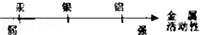 汞 银 铝 金属
弱 强 活动性